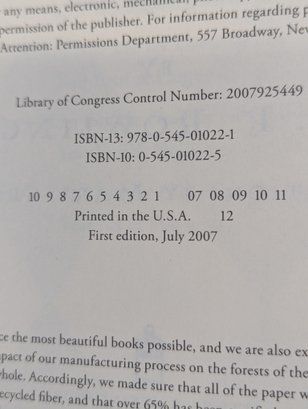 any means, electronic, mechanical
permission of the publisher. For information regarding p
Attention: Permissions Department, 557 Broadway, New
Library of Congress Control Number: 2007925449
ISBN-13: 978-0-545-01022-1
ISBN-10: 0-545-01022-5
10 9 8 7 6 5 4 3 2 1 07 08 09 10 11
Printed in the U.S.A. 12
First edition, July 2007
ce the most beautiful books possible, and we are also ex
pact of our manufacturing process on the forests of the
whole. Accordingly, we made sure that all of the paper w
recycled fiber, and that over 65% has been